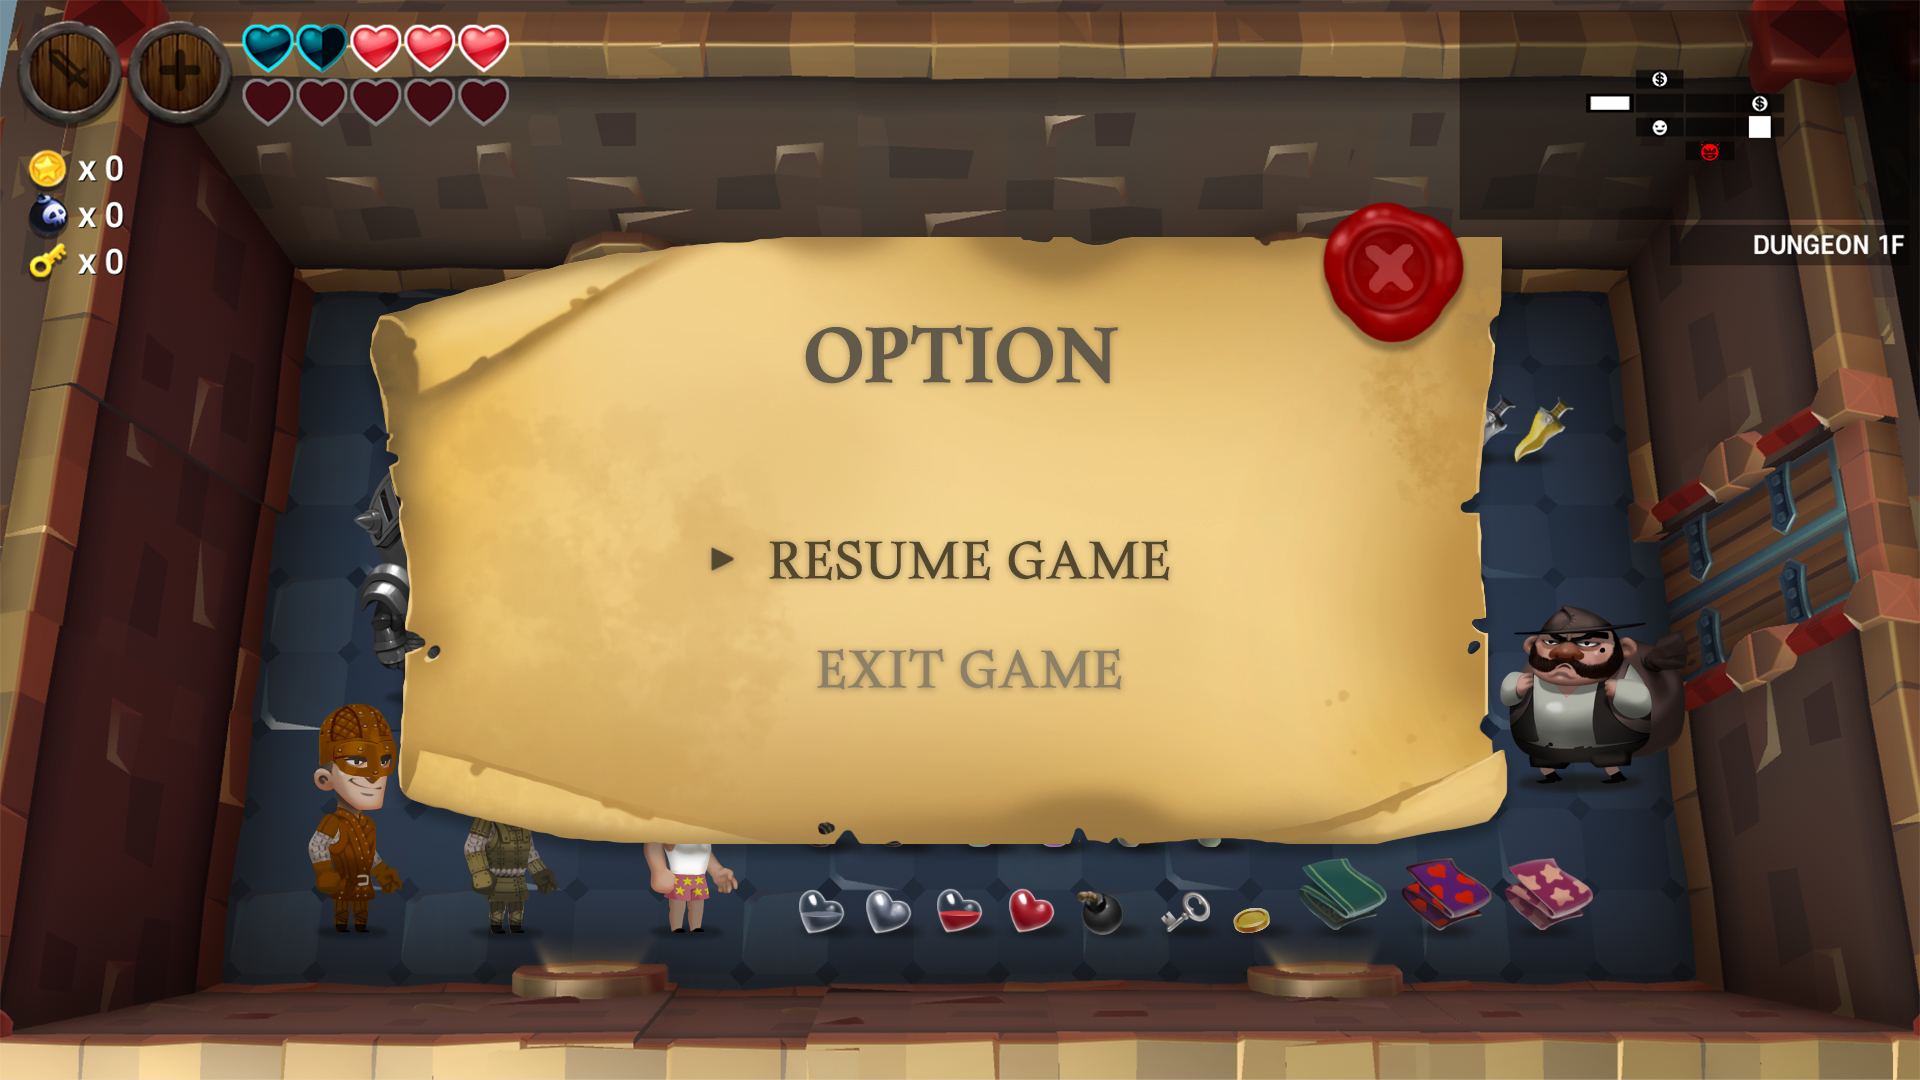 x 0
x 0
x 0
$
$
DUNGEON 1F
OPTION
RESUME GAME
EXIT GAME